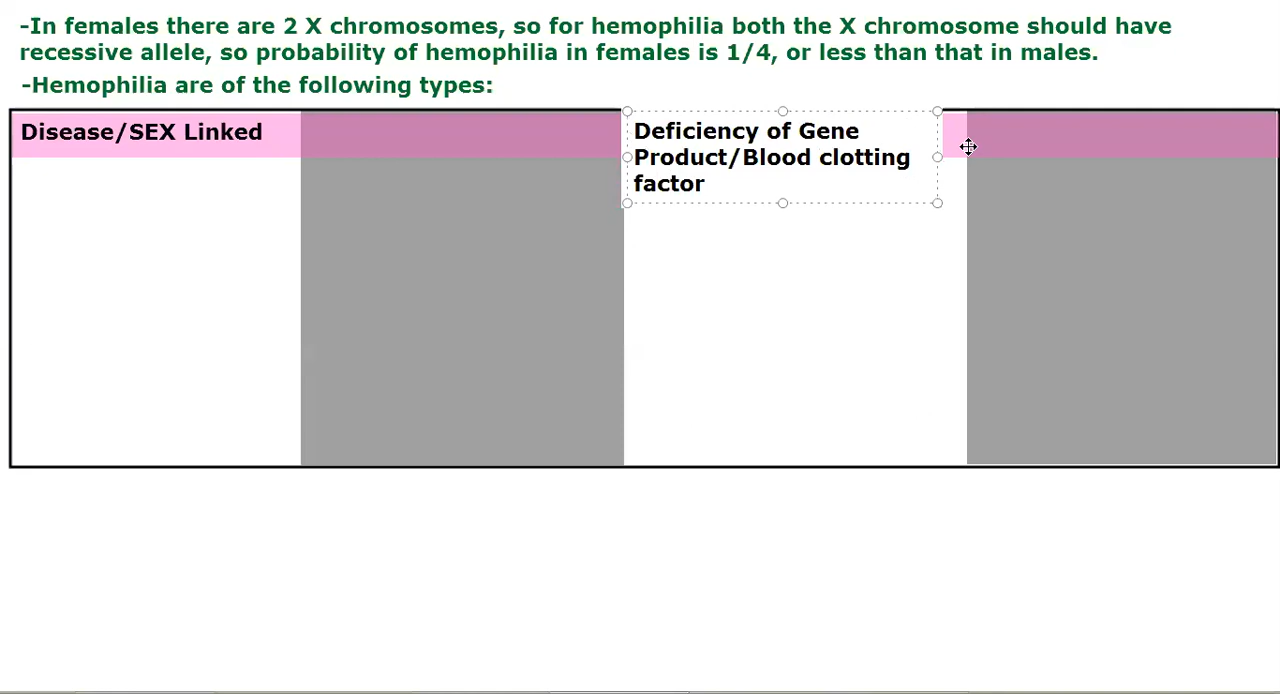 -In females there are 2 X chromosomes, so for hemophilia both the X chromosome should have
recessive allele, so probability of hemophilia in females is 1/4, or less than that in males.
-Hemophilia are of the following types:
Disease/SEX Linked
Deficiency of Gene
Product/Blood clotting
factor